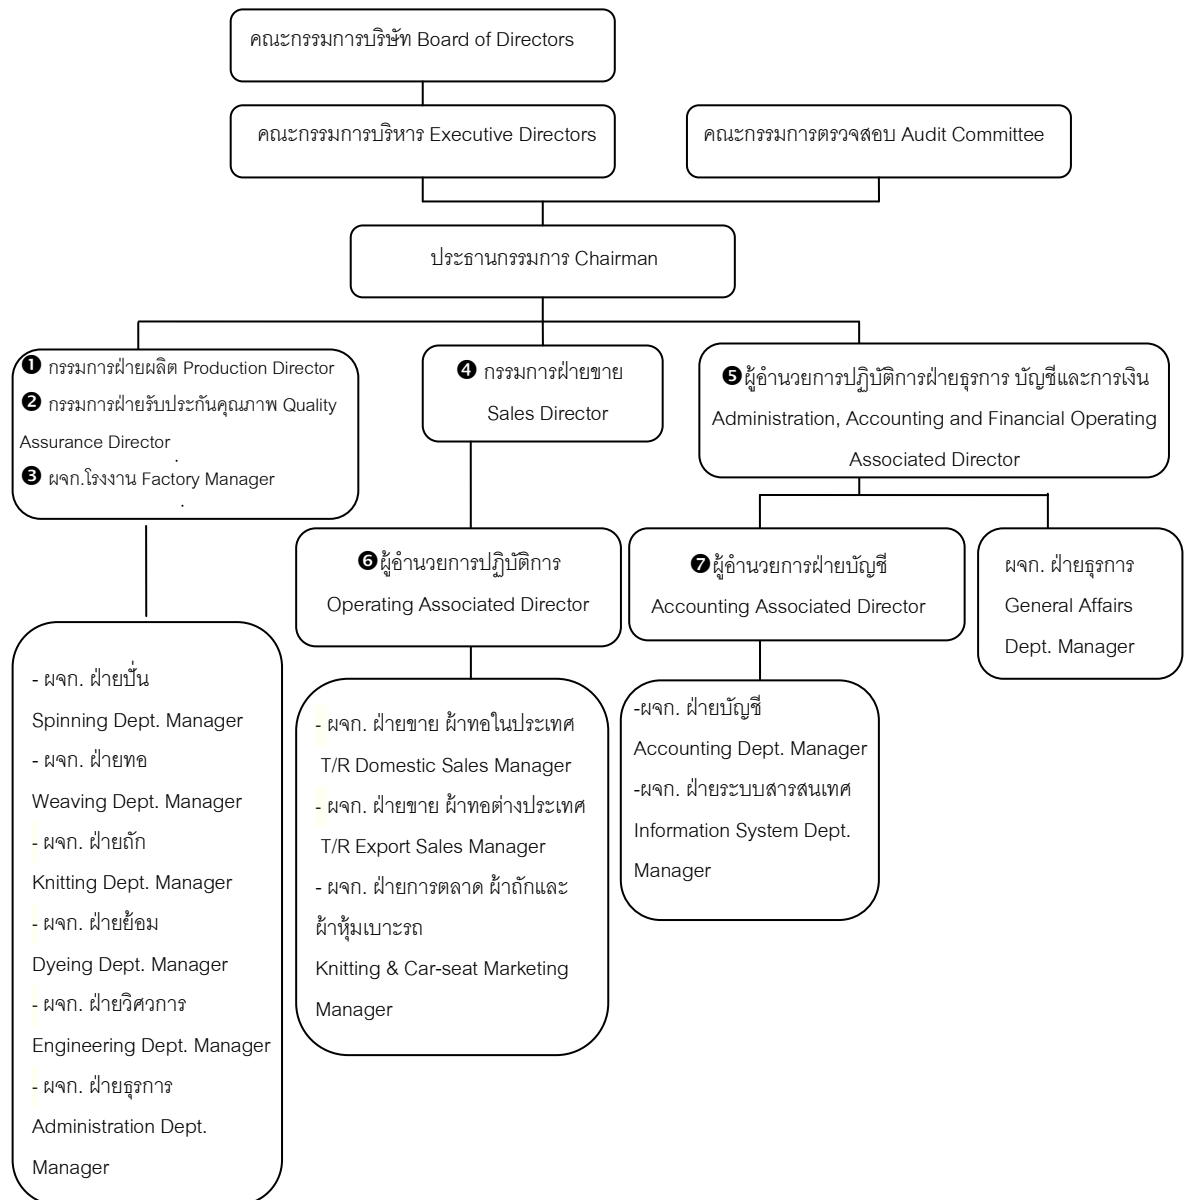 คณะกรรมการบริษัท Board of Directors
คณะกรรมการบริหาร Executive Directors
คณะกรรมการตรวจสอบ Audit Committee
ประธานกรรมการ Chairman
❶ กรรมการฝ่ายผลิต Production Director
❷ กรรมการฝ่ายรับประกันคุณภาพ Quality
Assurance Director
❸ ผจก.โรงงาน Factory Manager
❹ กรรมการฝ่ายขาย
Sales Director
❺ผู้อำนวยการปฏิบัติการฝ่ายธุรการ บัญชีและการเงิน
Administration, Accounting and Financial Operating
Associated Director
❻ผู้อำนวยการปฏิบัติการ
Operating Associated Director
❼ผู้อำนวยการฝ่ายบัญชี
Accounting Associated Director
ผจก. ฝ่ายธุรการ
General Affairs
Dept. Manager
- ผจก. ฝ่ายปั่น
Spinning Dept. Manager
- ผจก. ฝ่ายทอ
Weaving Dept. Manager
- ผจก. ฝ่ายถัก
Knitting Dept. Manager
- ผจก. ฝ่ายย้อม
Dyeing Dept. Manager
- ผจก. ฝ่ายวิศวการ
Engineering Dept. Manager
- ผจก. ฝ่ายธุรการ
Administration Dept.
Manager
- ผจก. ฝ่ายขาย ผ้าทอในประเทศ
T/R Domestic Sales Manager
- ผจก. ฝ่ายขาย ผ้าทอต่างประเทศ
T/R Export Sales Manager
- ผจก. ฝ่ายการตลาด ผ้าถักและ
ผ้าหุ้มเบาะรถ
Knitting & Car-seat Marketing
Manager
-ผจก. ฝ่ายบัญชี
Accounting Dept. Manager
-ผจก. ฝ่ายระบบสารสนเทศ
Information System Dept.
Manager